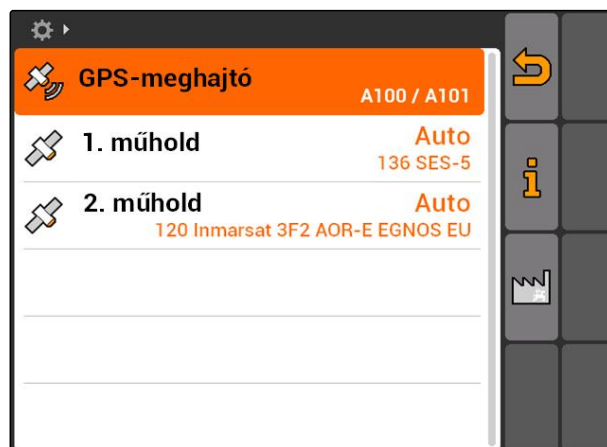 GPS-meghajtó
A100 / A101
1. műhold
Auto
136 SES-5
2. műhold
Auto
120 Inmarsat 3F2 AOR-E EGNOS EU